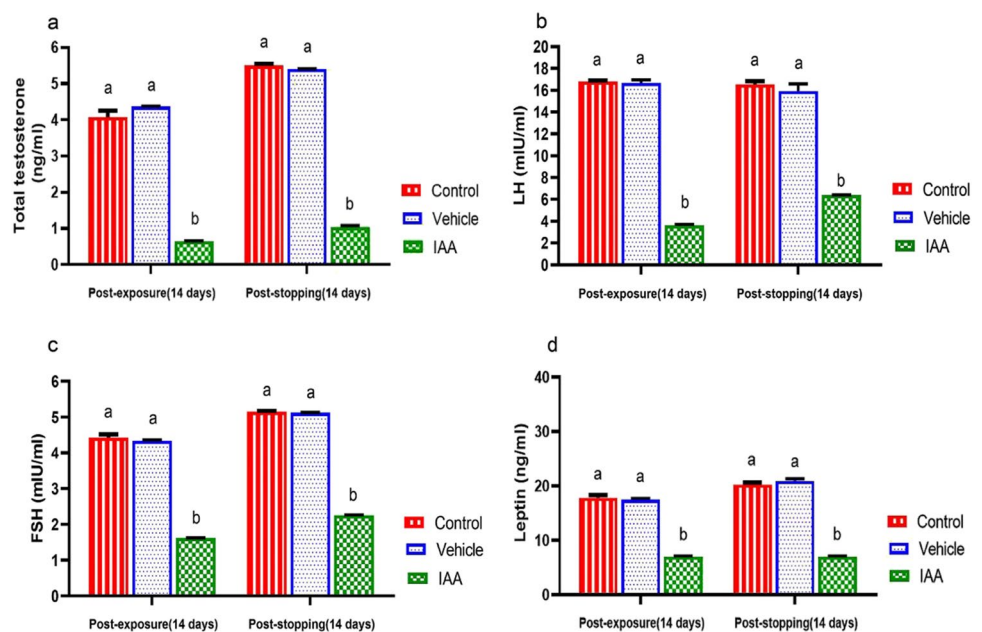 a
Total testosterone
(ng/ml)
6
5
4
3
2
1
0
a a b
a a b
Post-exposure(14 days) Post-stopping(14 days)
Control
Vehicle
IAA
b
LH (mIU/ml)
20
18
16
14
12
10
8
6
4
2
0
a a b
a a b
Post-exposure(14 days) Post-stopping(14 days)
Control
Vehicle
IAA
c
FSH (mIU/ml)
6
5
4
3
2
1
0
a a b
a a b
Post-exposure(14 days) Post-stopping(14 days)
Control
Vehicle
IAA
d
Leptin (ng/ml)
40
30
20
10
0
a a b
a a b
Post-exposure(14 days) Post-stopping(14 days)
Control
Vehicle
IAA